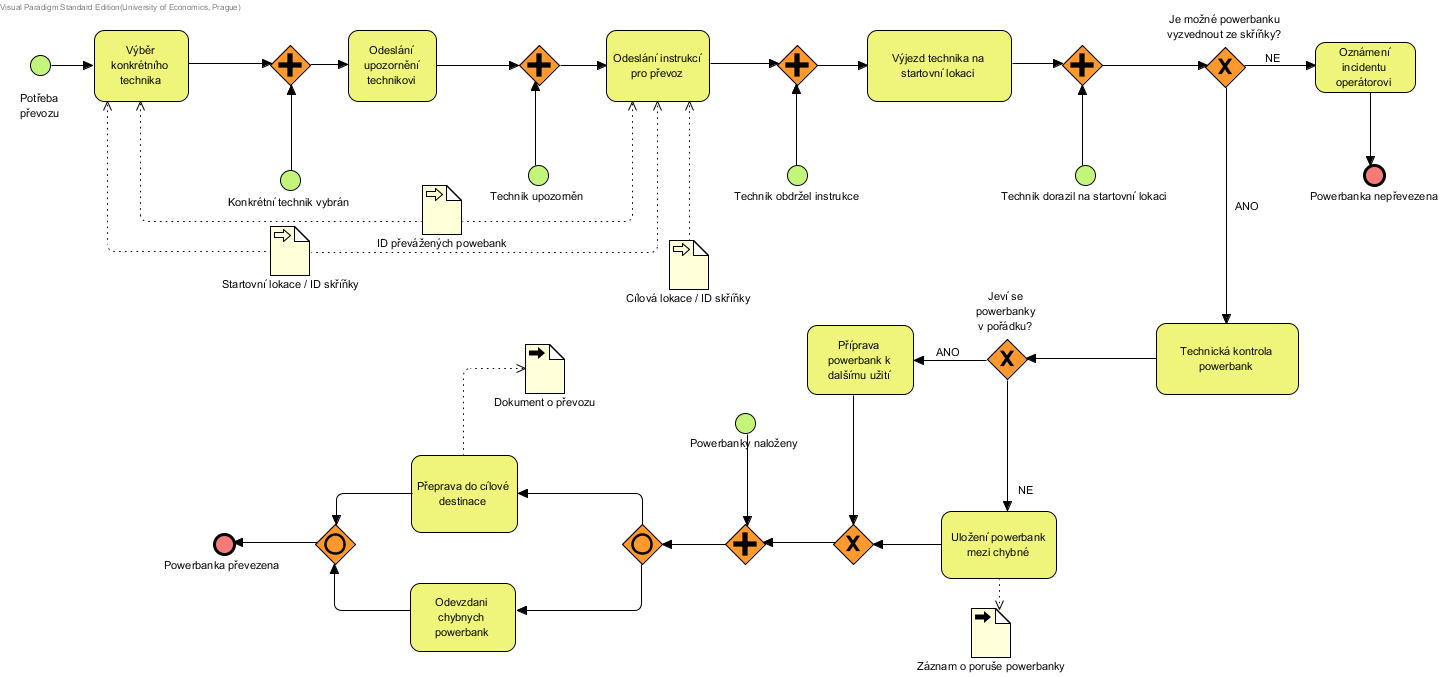 Visual Paradigm Standard Edition(University of Economics, Prague)
Je možné powerbanku
vyzvednout ze skříňky?
Výběr
konkrétního
technika
Odeslání
upozornění
technikovi
Odeslání instrukcí
pro převoz
Výjezd technika na
startovní lokaci
X
NE
Oznámení
incidentu
operátorovi
Potřeba
převozu
Konkrétní technik vybrán
Technik upozorněn
Technik obdržel instrukce
Technik dorazil na startovní lokaci
Powerbanka nepřevezena
ANO
ID převážených powebank
Startovní lokace / ID skříňky
Cílová lokace / ID skříňky
Jeví se
powerbanky
v pořádku?
Příprava
powerbank k
dalšímu užití
ANO
X
Technická kontrola
powerbank
Dokument o převozu
Powerbanky naloženy
NE
Přeprava do cílové
destinace
X
Uložení powerbank
mezi chybné
Powerbanka převezena
Odevzdani
chybnych
powerbank
Záznam o poruše powerbanky